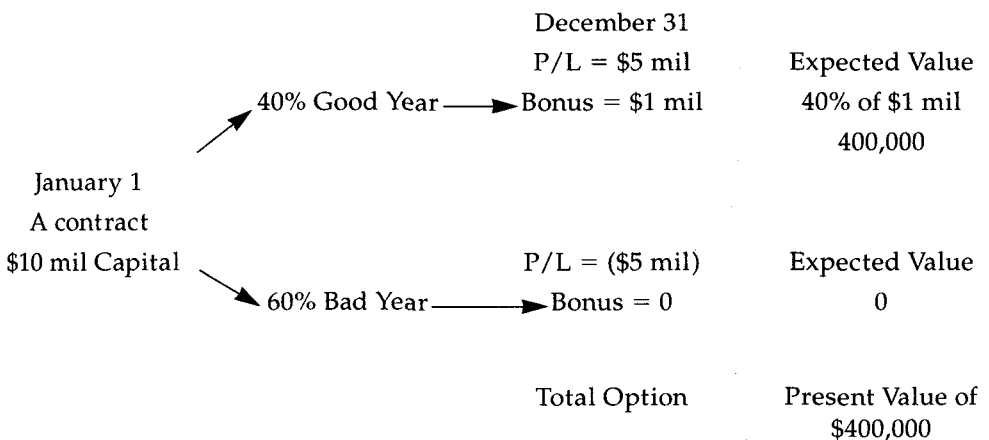 December 31
P/L = $5 mil
Expected Value
40% Good Year
Bonus = $1 mil
40% of $1 mil
400,000
January 1
A contract
$10 mil Capital
P/L = ($5 mil)
Expected Value
60% Bad Year
Bonus = 0
0
Total Option
Present Value of
$400,000